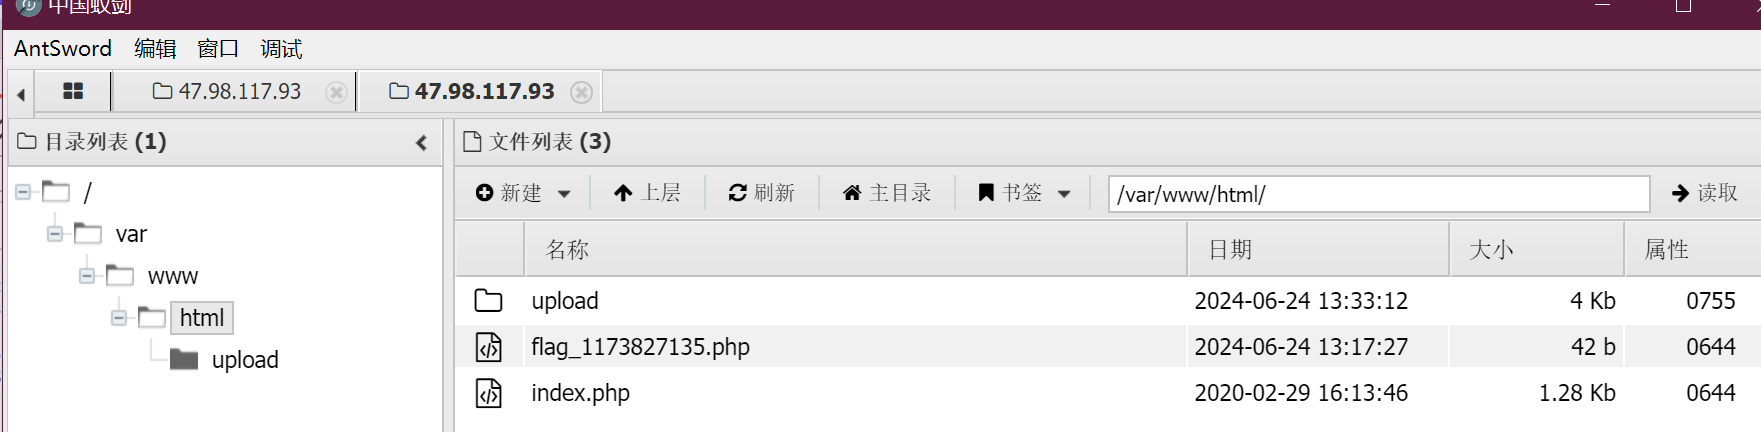 中国蚁剑
AntSword 编辑 窗口 调试
47.98.117.93 47.98.117.93
目录列表 (1)
/
var
www
html
upload
文件列表 (3)
新建 上层 刷新 主目录 书签 /var/www/html/ 读取
名称 日期 大小 属性
upload 2024-06-24 13:33:12 4 Kb 0755
flag_1173827135.php 2024-06-24 13:17:27 42 b 0644
index.php 2020-02-29 16:13:46 1.28 Kb 0644